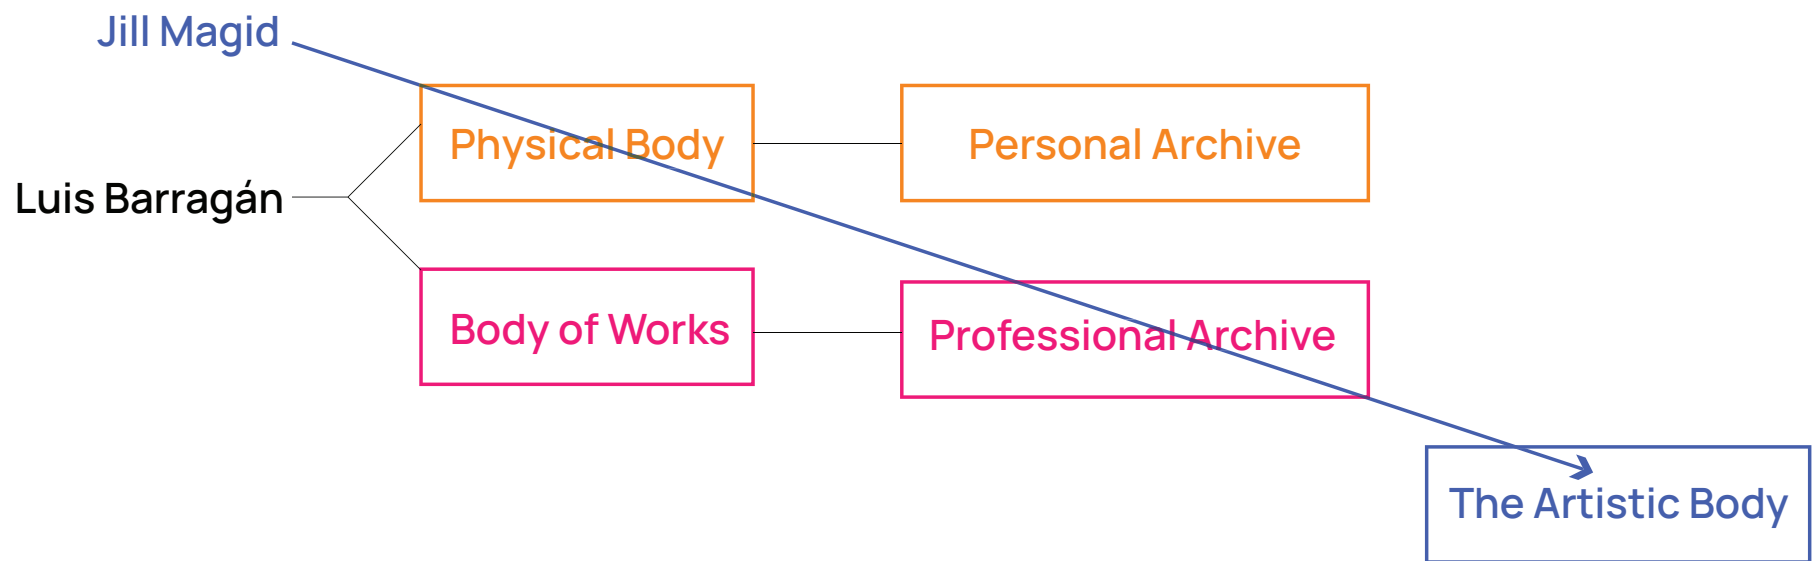 Jill Magid
Physical Body
Personal Archive
Luis Barragán
Body of Works
Professional Archive
The Artistic Body